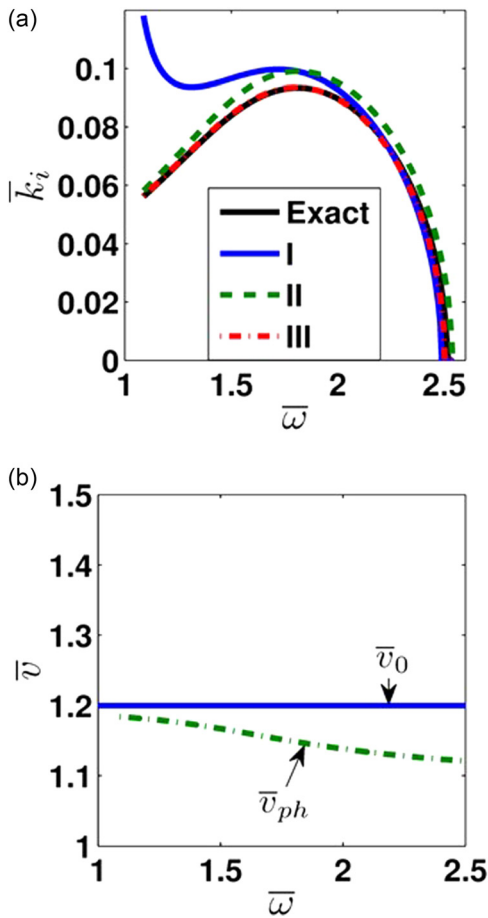 (a)
0.1
0.08
0.06
0.04
0.02
0
k̅ᵢ
Exact
I
II
III
1 1.5 2 2.5
ω̅
(b)
1.5
1.4
1.3
1.2
1.1
1
v̅
v̅₀
v̅ₚₕ
1 1.5 2 2.5
ω̅